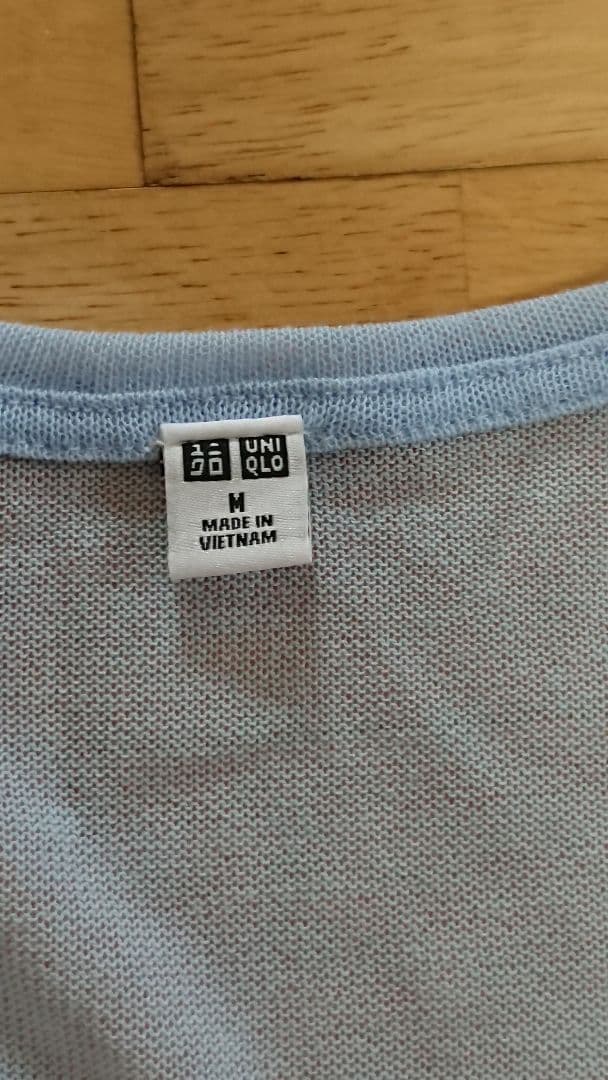 ユニ UNI
クロ QLO
M
MADE IN
VIETNAM